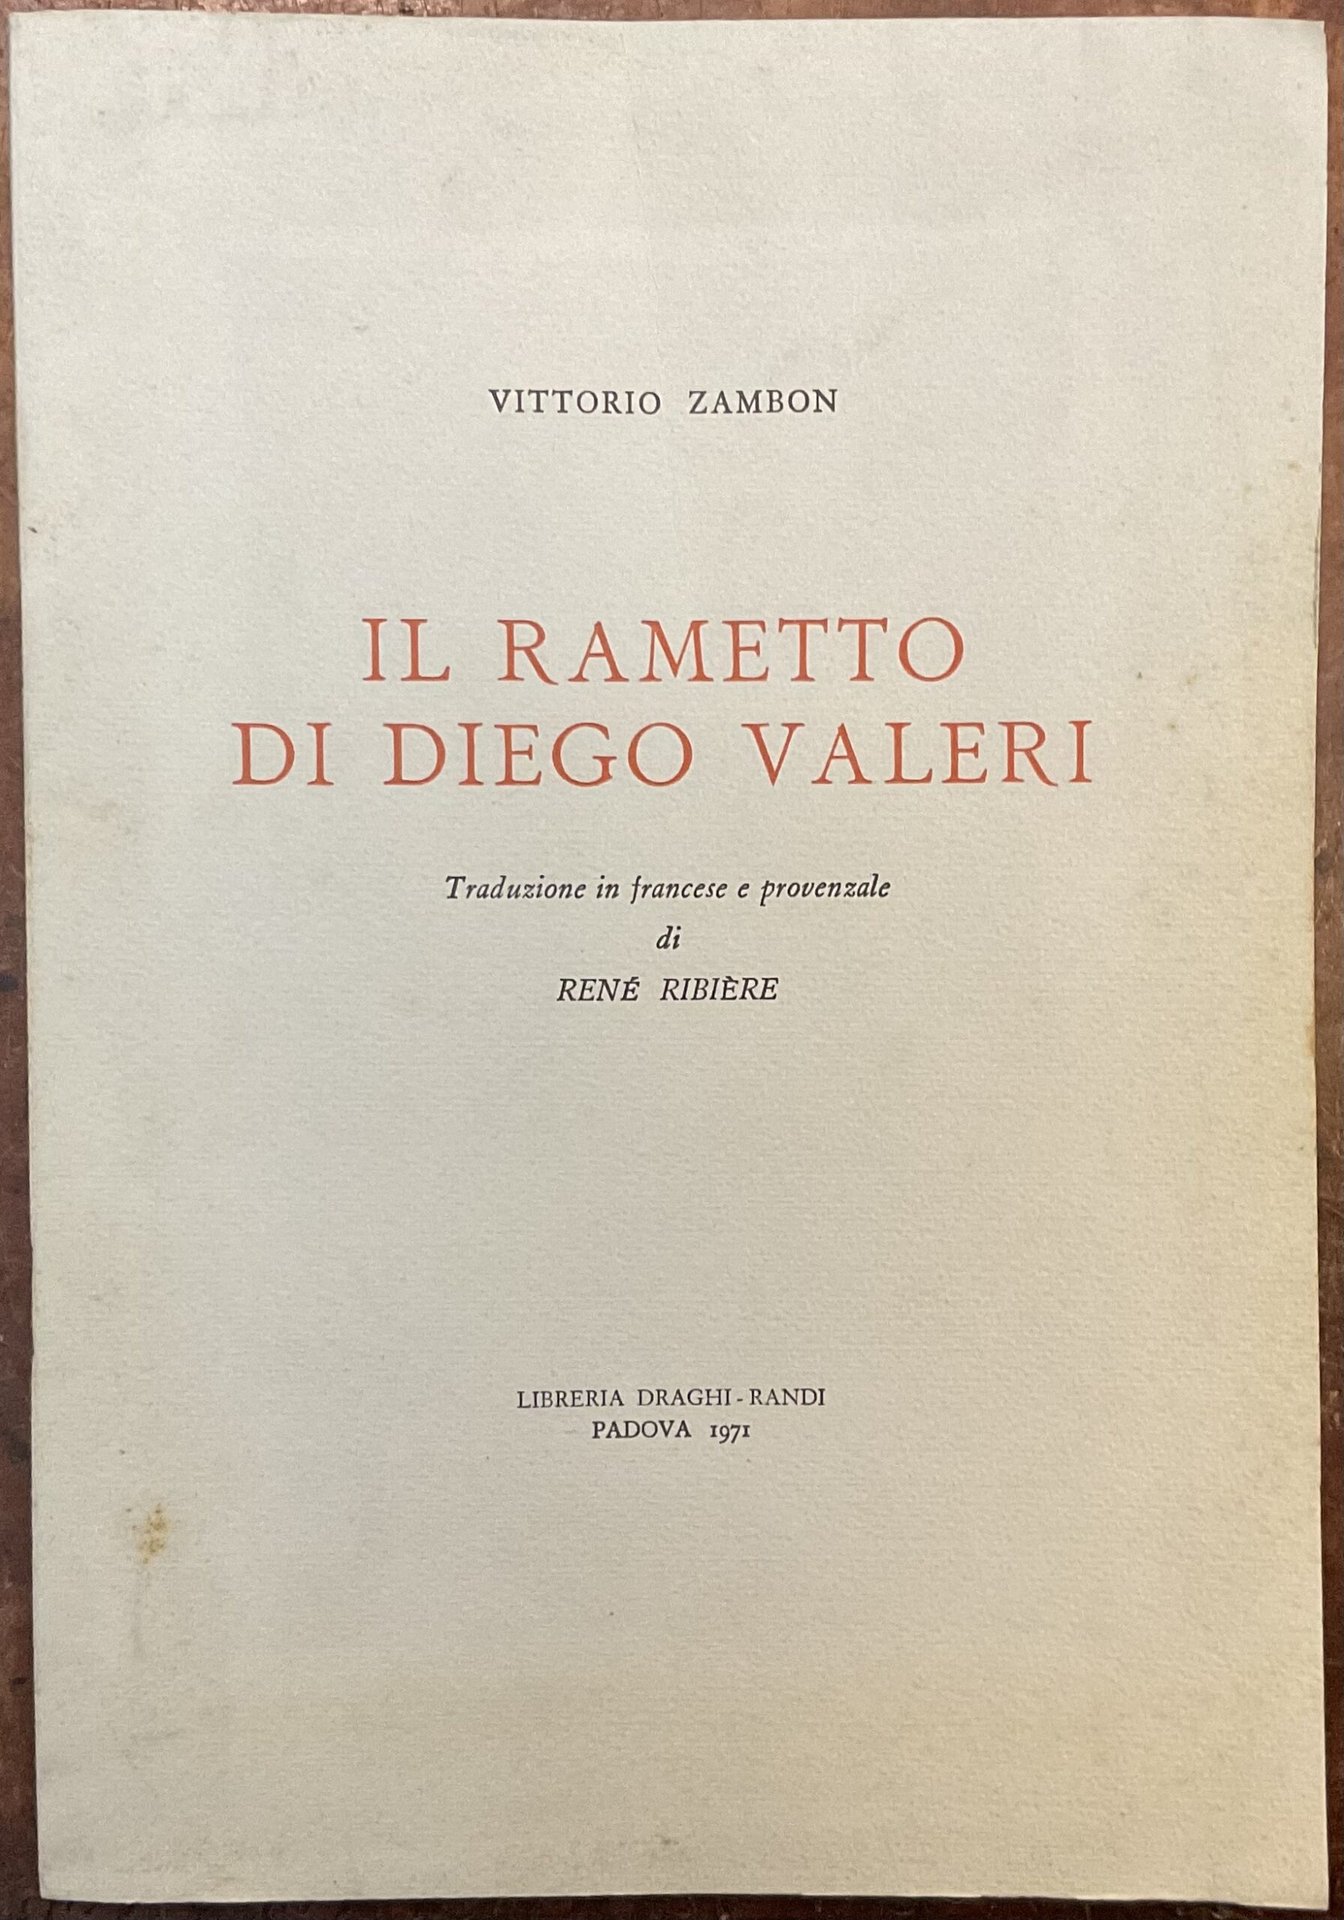 VITTORIO ZAMBON
IL RAMETTO
DI DIEGO VALERI
Traduzione in francese e provenzale
di
RENÉ RIBIÈRE
LIBRERIA DRAGHI - RANDI
PADOVA 1971